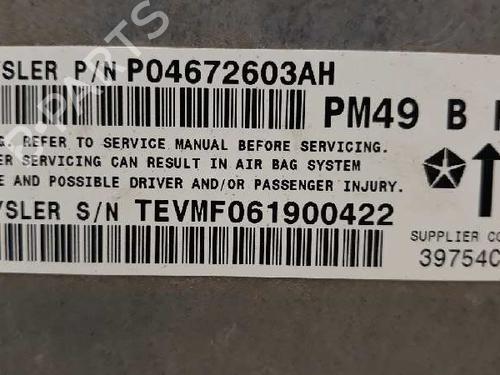 YSLER P/N P04672603AH
PM49 B
G. REFER TO SERVICE MANUAL BEFORE SERVICING.
ER SERVICING CAN RESULT IN AIR BAG SYSTEM
E AND POSSIBLE DRIVER AND/OR PASSENGER INJURY.
YSLER S/N TEVMF061900422
SUPPLIER CO
39754C